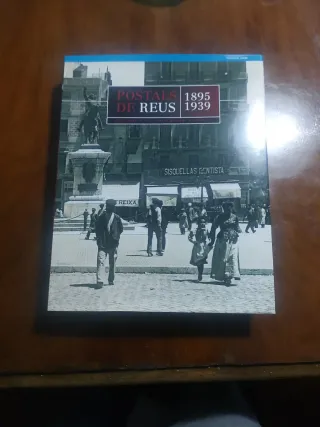 POSTALS
DE REUS
1895
1939
SISQUELLAS DENTISTA